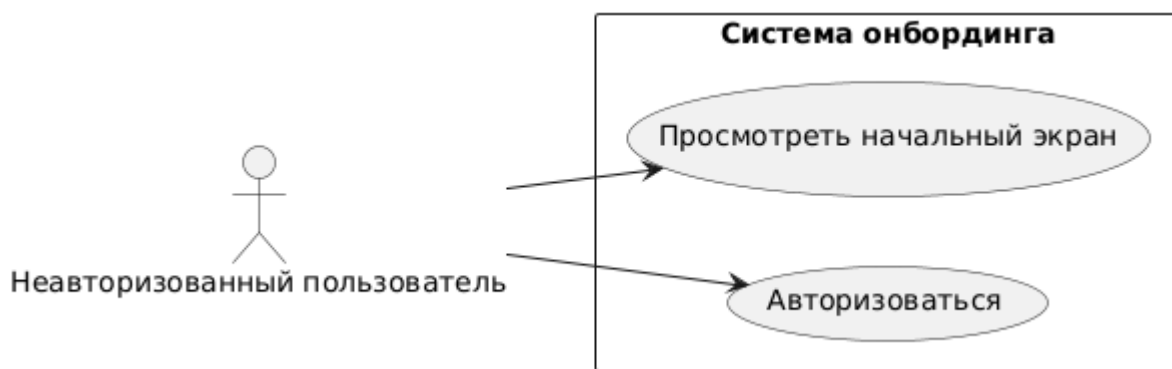 Система онбординга
Просмотреть начальный экран
Неавторизованный пользователь
Авторизоваться